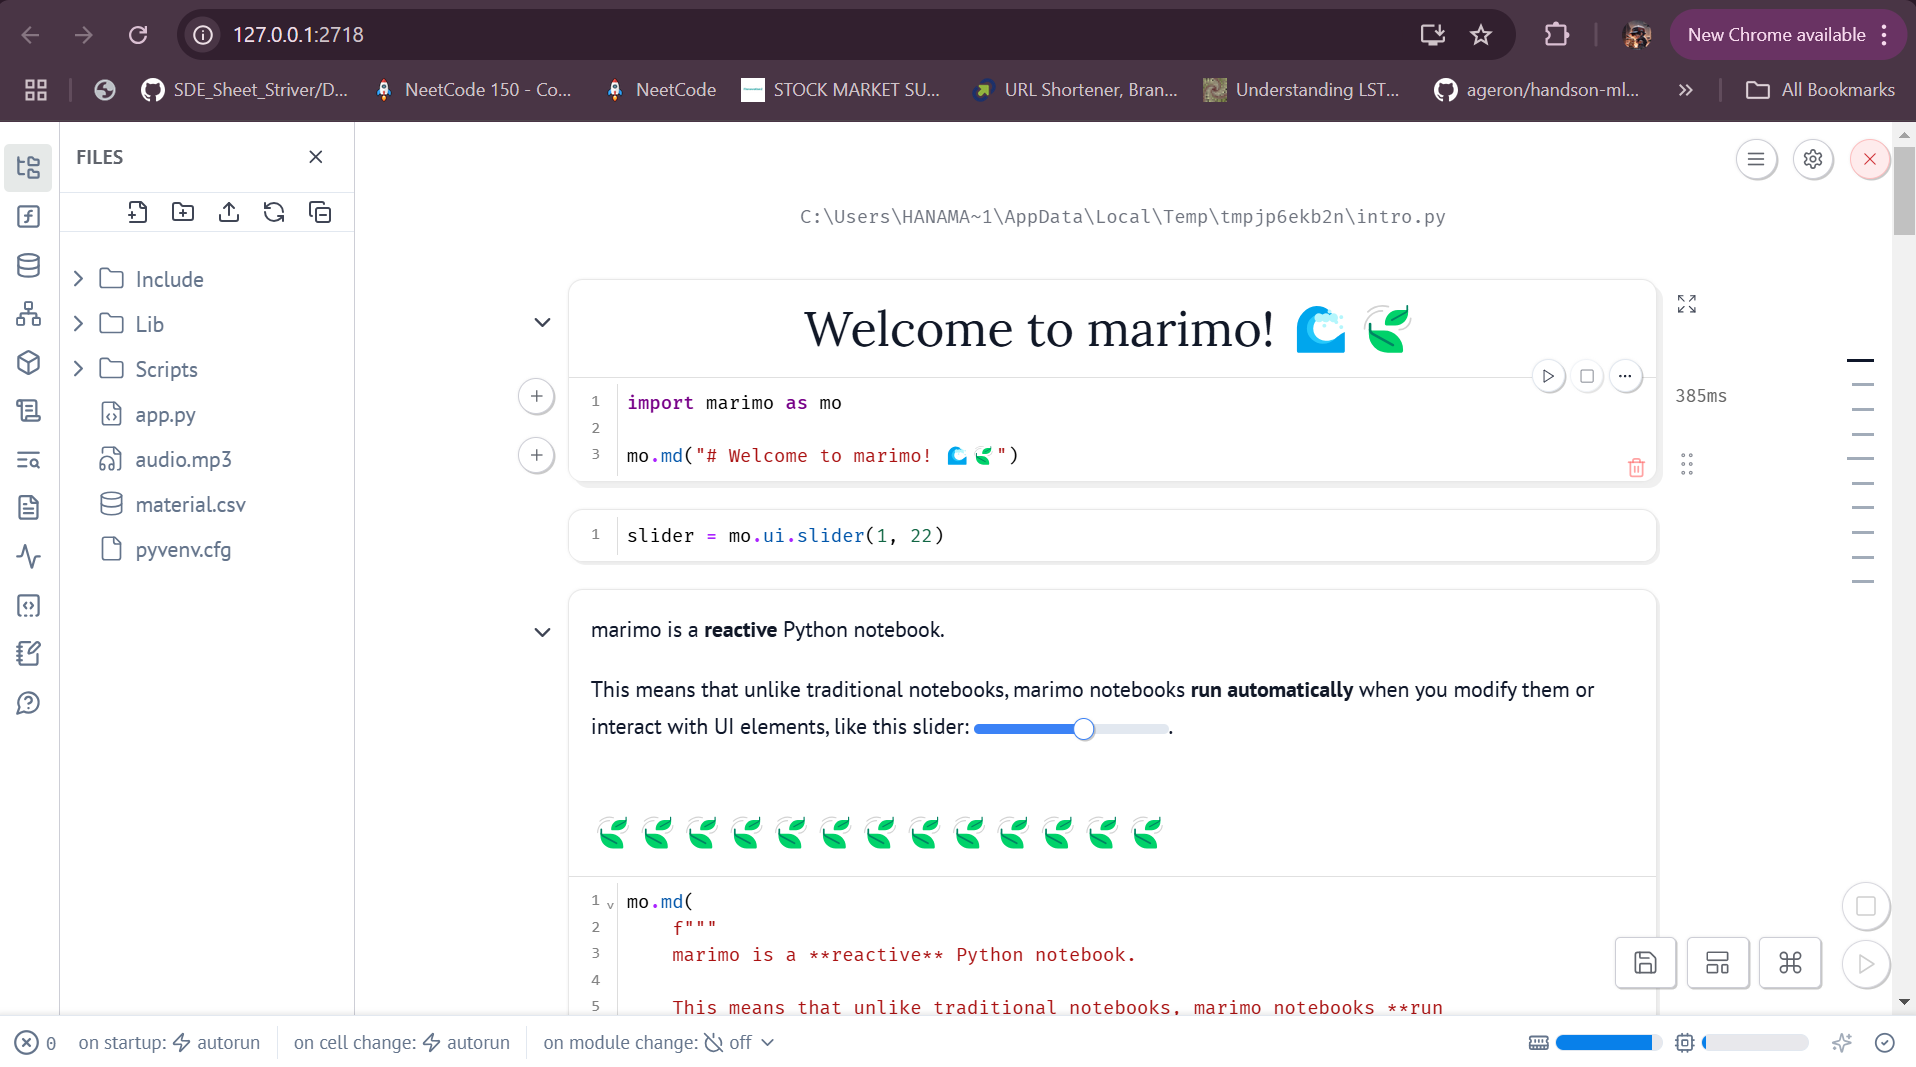 127.0.0.1:2718
New Chrome available
SDE_Sheet_Striver/D...
NeetCode 150 - Co...
NeetCode
STOCK MARKET SU...
URL Shortener, Bran...
Understanding LST...
ageron/handson-ml...
All Bookmarks
FILES
Include
Lib
Scripts
app.py
audio.mp3
material.csv
pyvenv.cfg
C:\Users\HANAMA~1\AppData\Local\Temp\tmpjp6ekb2n\intro.py
Welcome to marimo! 🌊🍃
385ms
1 import marimo as mo
2
3 mo.md("# Welcome to marimo! 🌊🍃")
1 slider = mo.ui.slider(1, 22)
marimo is a reactive Python notebook.
This means that unlike traditional notebooks, marimo notebooks run automatically when you modify them or
interact with UI elements, like this slider: .
🍃🍃🍃🍃🍃🍃🍃🍃🍃🍃🍃🍃🍃
1 mo.md(
2 f"""
3 marimo is a **reactive** Python notebook.
4
5 This means that unlike traditional notebooks, marimo notebooks **run
0
on startup: autorun
on cell change: autorun
on module change: off